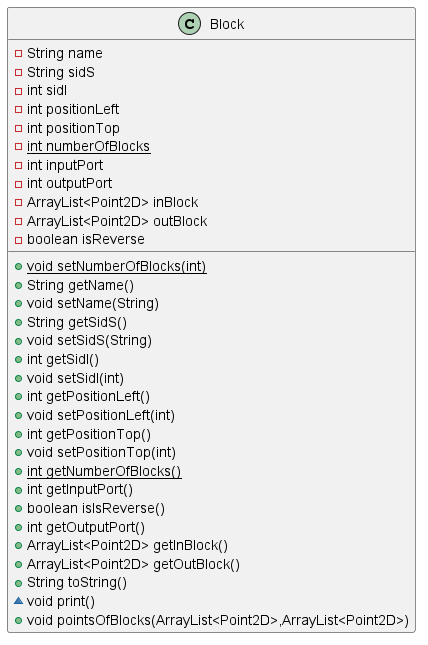 C Block
String name
String sidS
int sidI
int positionLeft
int positionTop
int numberOfBlocks
int inputPort
int outputPort
ArrayList<Point2D> inBlock
ArrayList<Point2D> outBlock
boolean isReverse
void setNumberOfBlocks(int)
String getName()
void setName(String)
String getSidS()
void setSidS(String)
int getSidI()
void setSidI(int)
int getPositionLeft()
void setPositionLeft(int)
int getPositionTop()
void setPositionTop(int)
int getNumberOfBlocks()
int getInputPort()
boolean isIsReverse()
int getOutputPort()
ArrayList<Point2D> getInBlock()
ArrayList<Point2D> getOutBlock()
String toString()
void print()
void pointsOfBlocks(ArrayList<Point2D>,ArrayList<Point2D>)